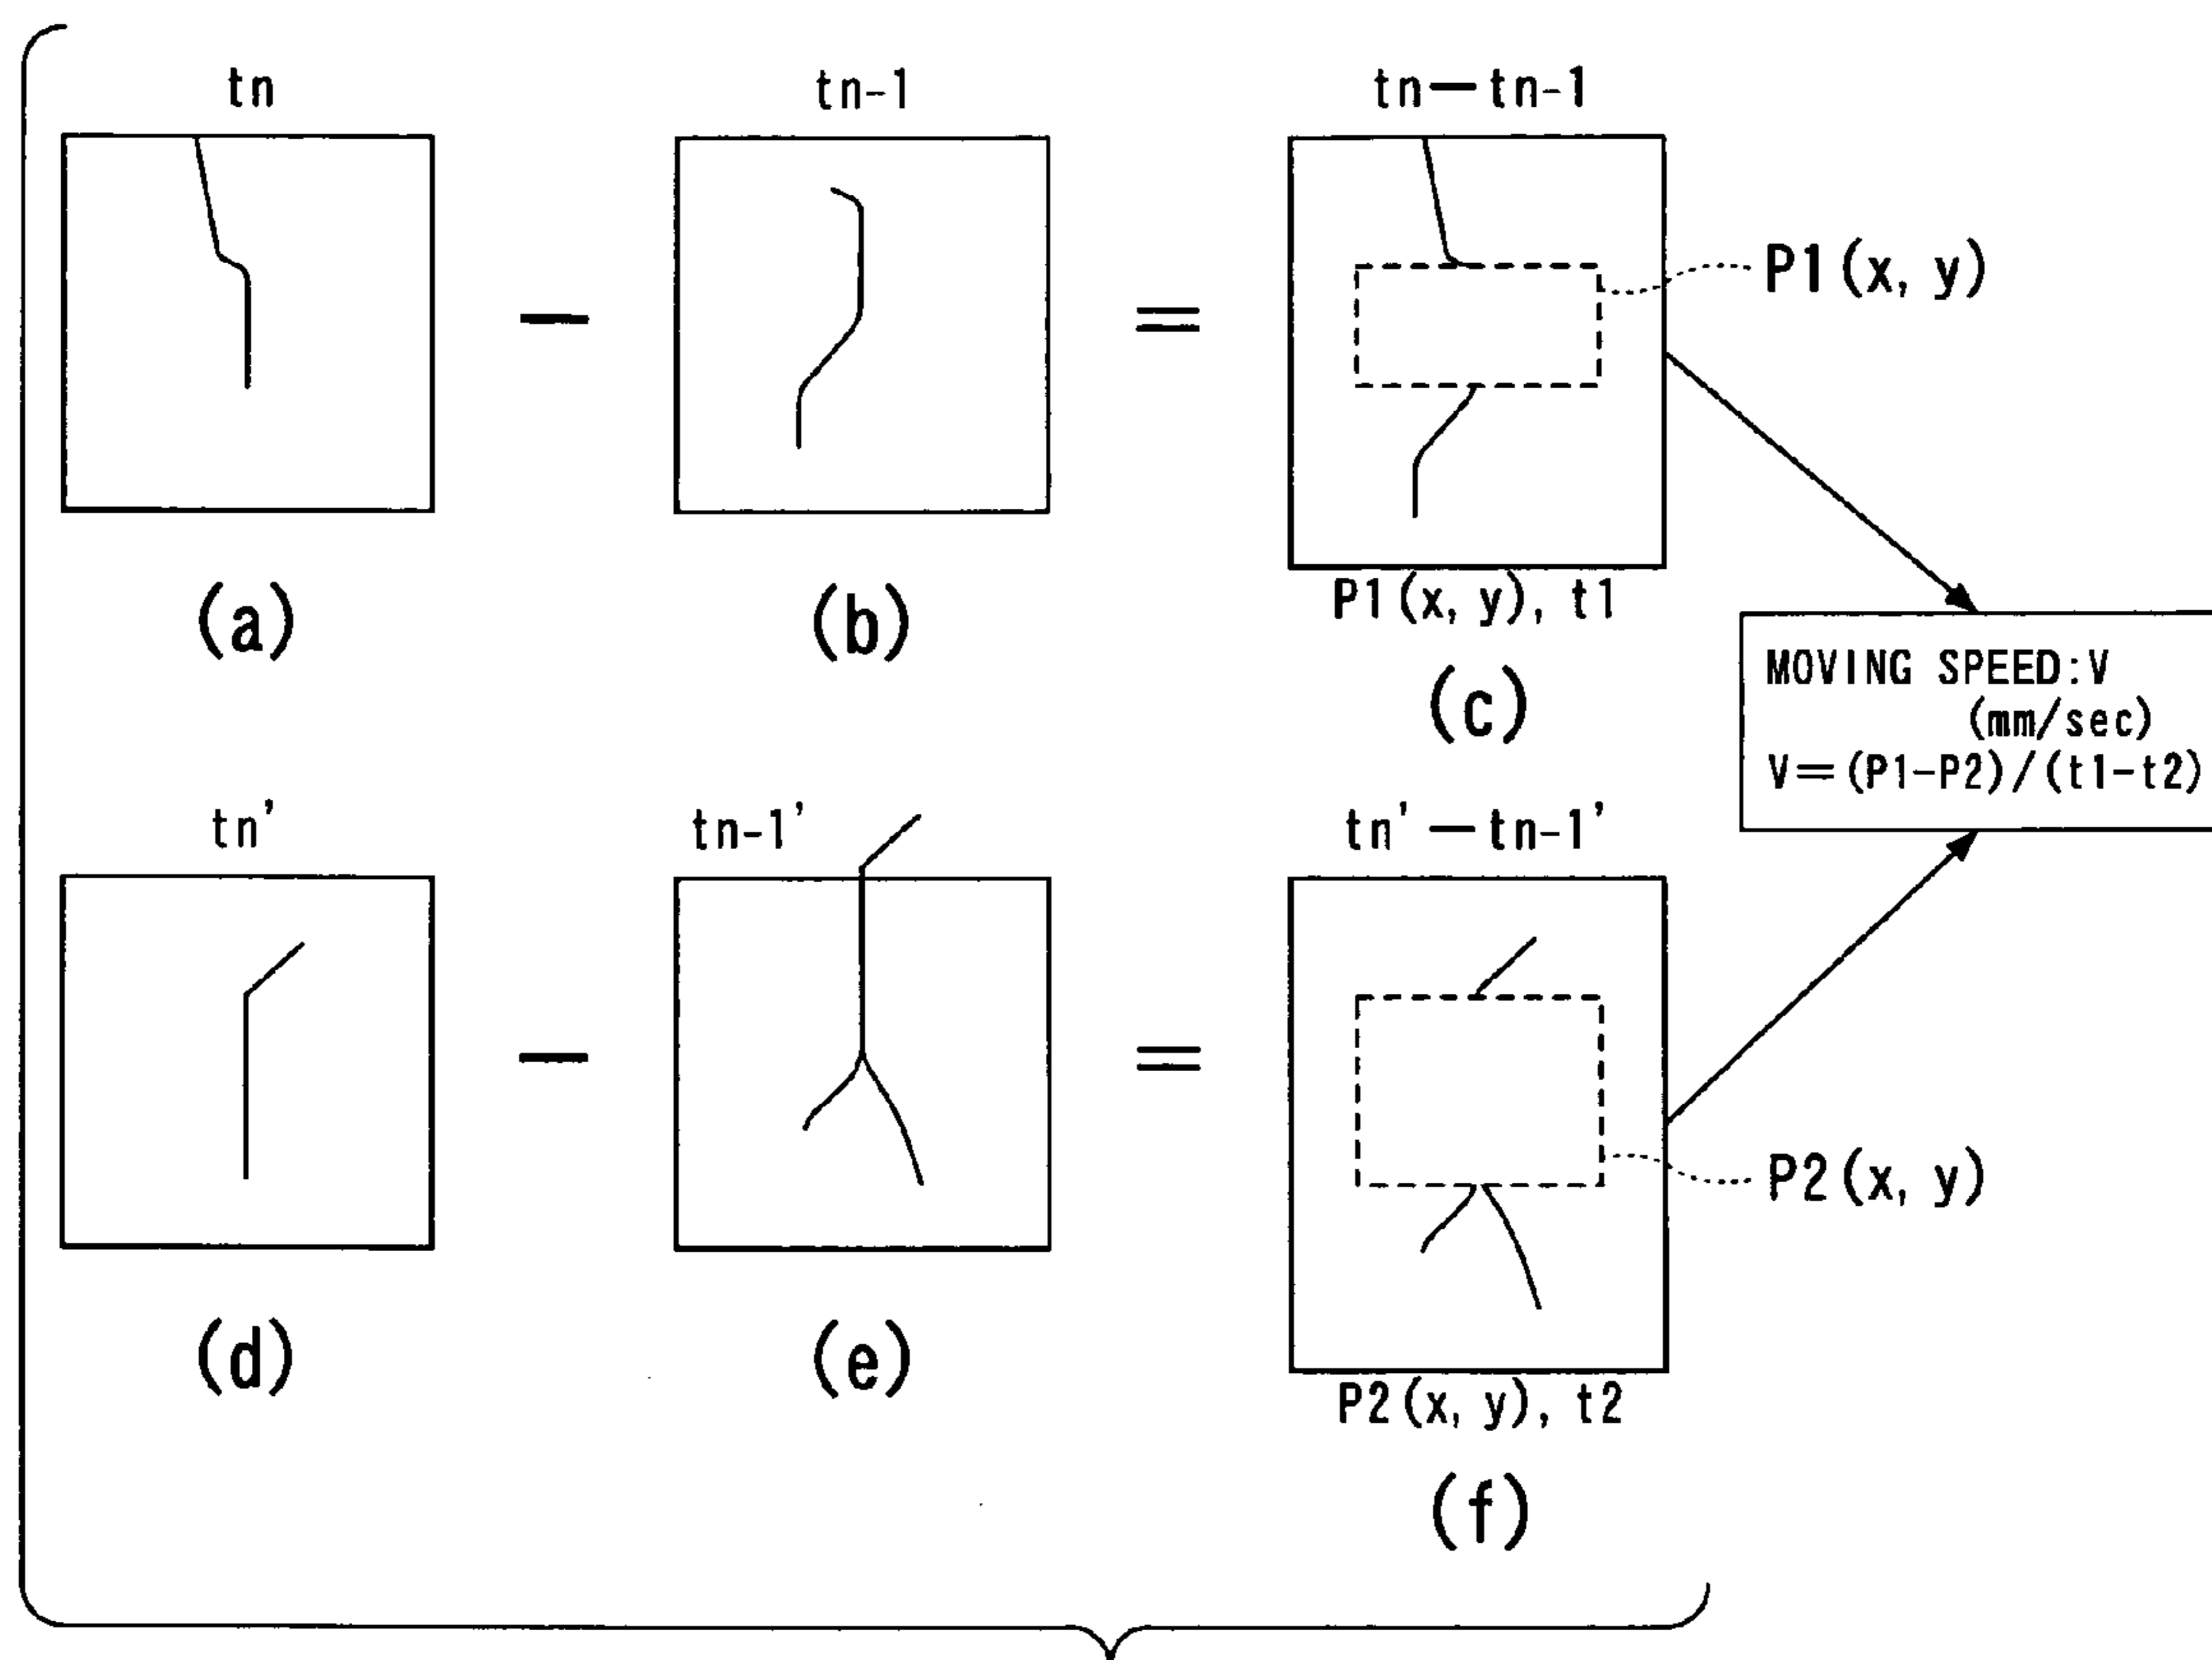 tn
tn-1
tn—tn-1
−
=
P1(x, y)
(a)
(b)
P1(x, y), t1
(c)
MOVING SPEED:V
(mm/sec)
V=(P1-P2)/(t1-t2)
tn'
tn-1'
tn'—tn-1'
−
=
P2(x, y)
(d)
(e)
P2(x, y), t2
(f)